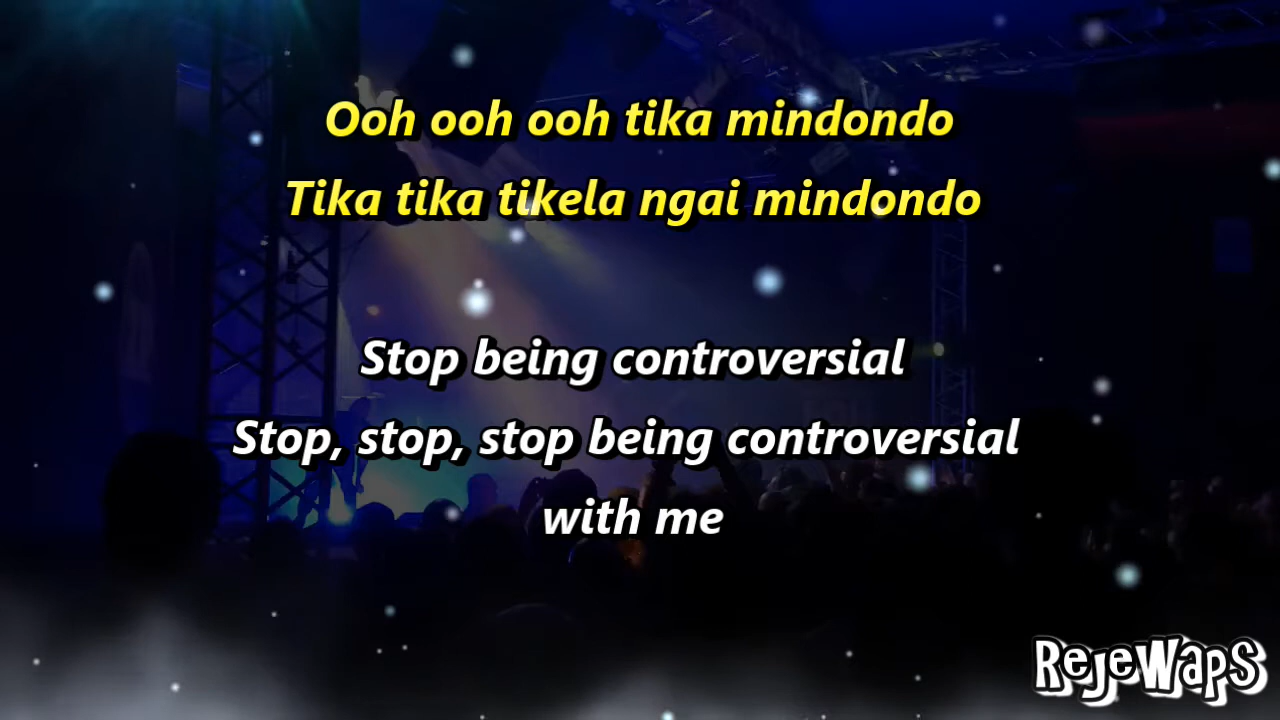 Ooh ooh ooh tika mindondo
Tika tika tikela ngai mindondo
Stop being controversial
Stop, stop, stop being controversial
with me
RejeWapS